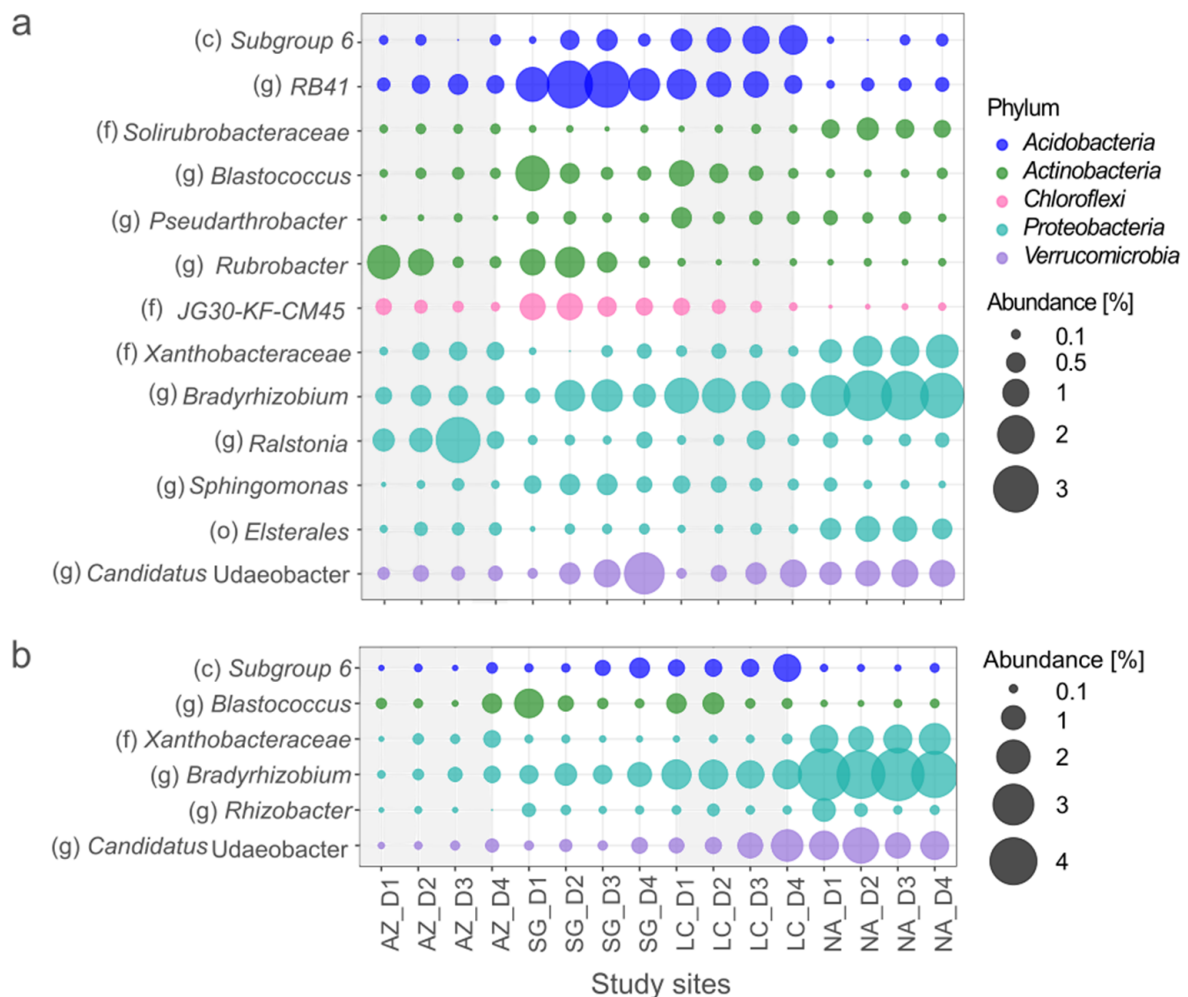 a
(c) Subgroup 6
(g) RB41
(f) Solirubrobacteraceae
(g) Blastococcus
(g) Pseudarthrobacter
(g) Rubrobacter
(f) JG30-KF-CM45
(f) Xanthobacteraceae
(g) Bradyrhizobium
(g) Ralstonia
(g) Sphingomonas
(o) Elsterales
(g) Candidatus Udaeobacter
Phylum
Acidobacteria
Actinobacteria
Chloroflexi
Proteobacteria
Verrucomicrobia
Abundance [%]
0.1
0.5
1
2
3
b
(c) Subgroup 6
(g) Blastococcus
(f) Xanthobacteraceae
(g) Bradyrhizobium
(g) Rhizobacter
(g) Candidatus Udaeobacter
Abundance [%]
0.1
1
2
3
4
AZ_D1
AZ_D2
AZ_D3
AZ_D4
SG_D1
SG_D2
SG_D3
SG_D4
LC_D1
LC_D2
LC_D3
LC_D4
NA_D1
NA_D2
NA_D3
NA_D4
Study sites